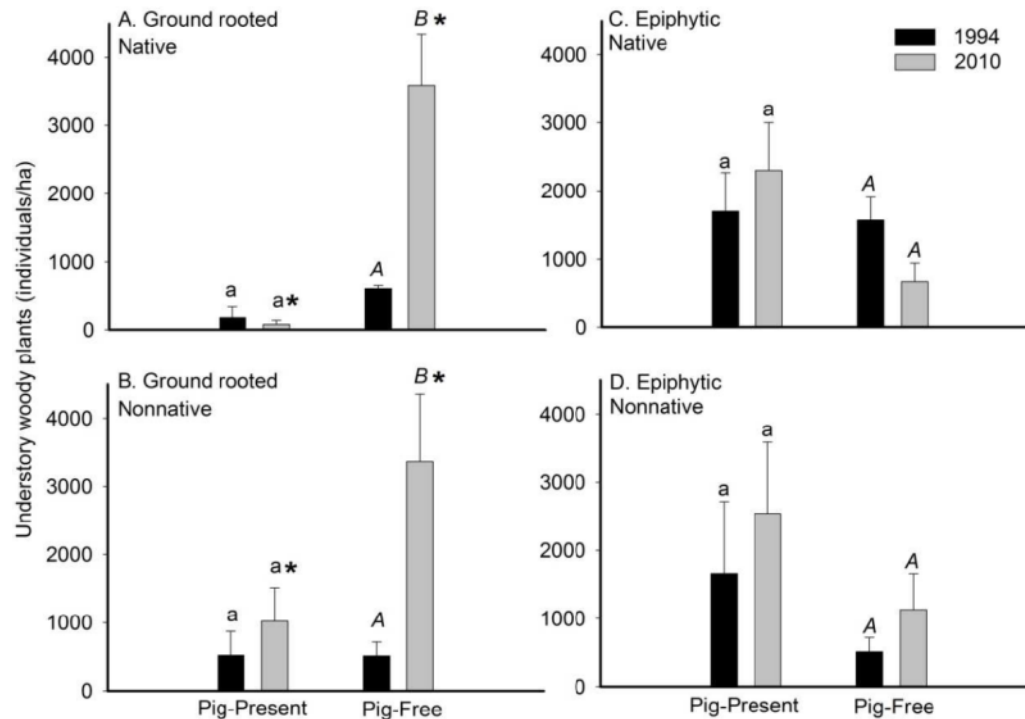 Understory woody plants (individuals/ha)
A. Ground rooted
Native
4000
3000
2000
1000
0
a
a*
A
B*
C. Epiphytic
Native
1994
2010
4000
3000
2000
1000
0
a
a
A
A
B. Ground rooted
Nonnative
4000
3000
2000
1000
0
a
a*
A
B*
Pig-Present
Pig-Free
D. Epiphytic
Nonnative
4000
3000
2000
1000
0
a
a
A
A
Pig-Present
Pig-Free